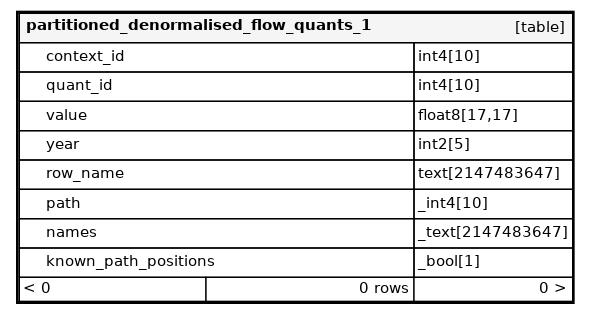 partitioned_denormalised_flow_quants_1 [table]
context_id int4[10]
quant_id int4[10]
value float8[17,17]
year int2[5]
row_name text[2147483647]
path _int4[10]
names _text[2147483647]
known_path_positions _bool[1]
< 0 0 rows 0 >